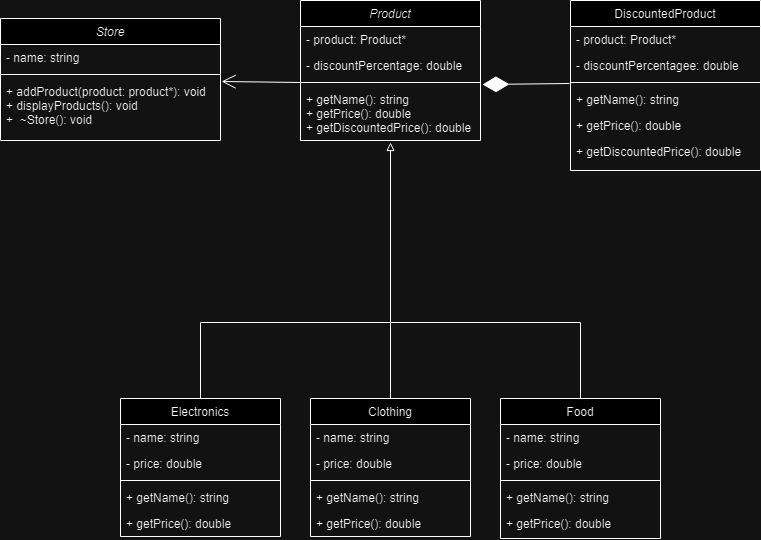 Store
- name: string
+ addProduct(product: product*): void
+ displayProducts(): void
+ ~Store(): void
Product
- product: Product*
- discountPercentage: double
+ getName(): string
+ getPrice(): double
+ getDiscountedPrice(): double
DiscountedProduct
- product: Product*
- discountPercentagee: double
+ getName(): string
+ getPrice(): double
+ getDiscountedPrice(): double
Electronics
- name: string
- price: double
+ getName(): string
+ getPrice(): double
Clothing
- name: string
- price: double
+ getName(): string
+ getPrice(): double
Food
- name: string
- price: double
+ getName(): string
+ getPrice(): double